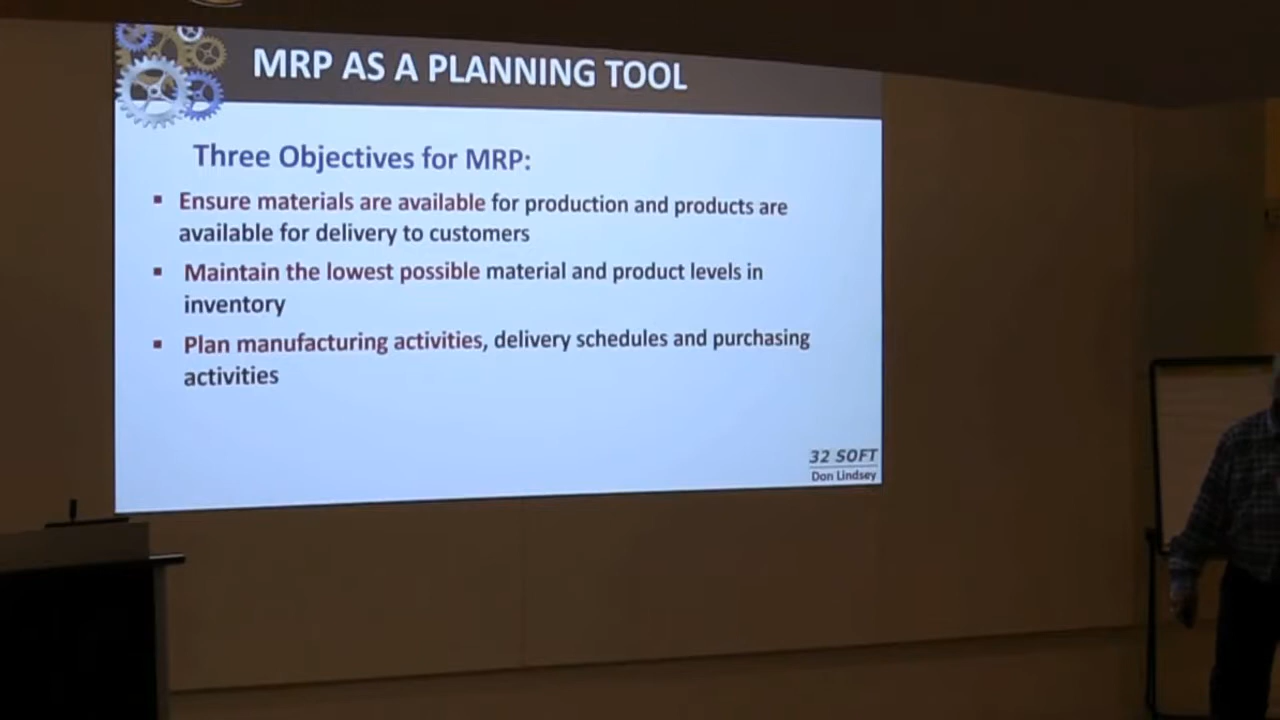 MRP AS A PLANNING TOOL
Three Objectives for MRP:
▪ Ensure materials are available for production and products are
available for delivery to customers
▪ Maintain the lowest possible material and product levels in
inventory
▪ Plan manufacturing activities, delivery schedules and purchasing
activities
32 SOFT
Don Lindsey